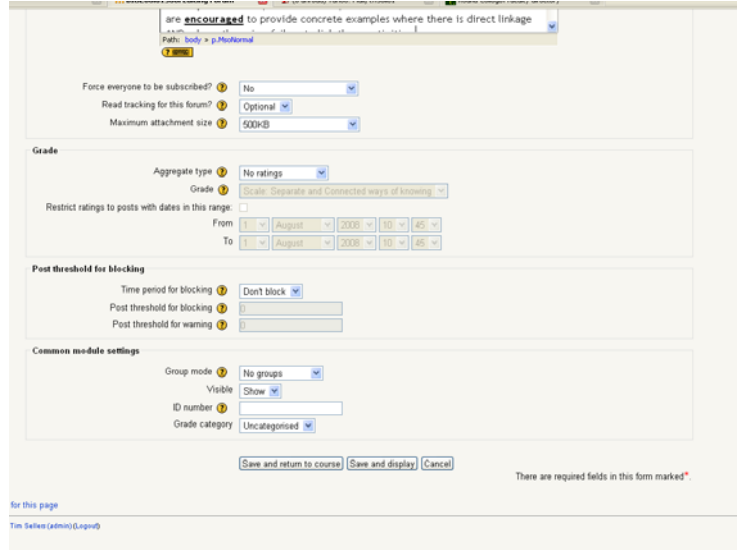 are encouraged to provide concrete examples where there is direct linkage
Path: body » p.MsoNormal
Force everyone to be subscribed? No
Read tracking for this forum? Optional
Maximum attachment size 500KB
Grade
Aggregate type No ratings
Grade Scale: Separate and Connected ways of knowing
Restrict ratings to posts with dates in this range:
From 1 August 2008 10 45
To 1 August 2008 10 45
Post threshold for blocking
Time period for blocking Don't block
Post threshold for blocking 0
Post threshold for warning 0
Common module settings
Group mode No groups
Visible Show
ID number
Grade category Uncategorised
Save and return to course Save and display Cancel
There are required fields in this form marked*.
for this page
Tim Sellers (admin) (Logout)